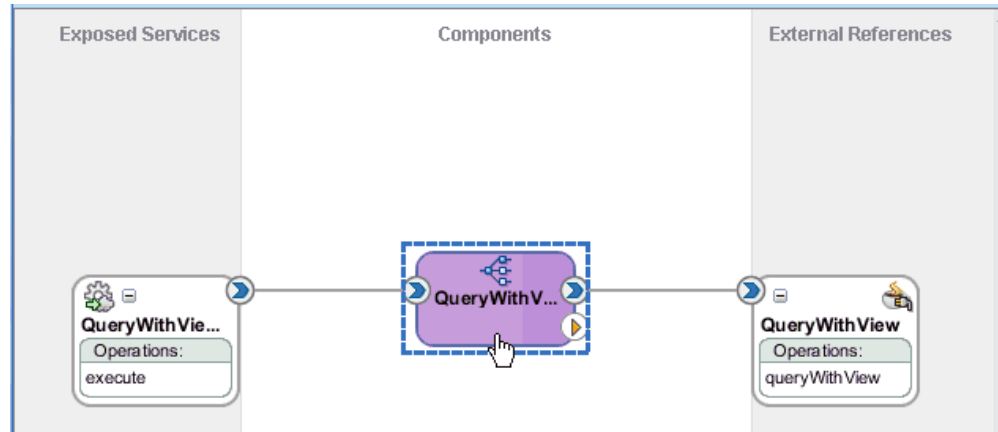 Exposed Services
Components
External References
QueryWithVie...
Operations:
execute
QueryWithV...
QueryWithView
Operations:
queryWithView